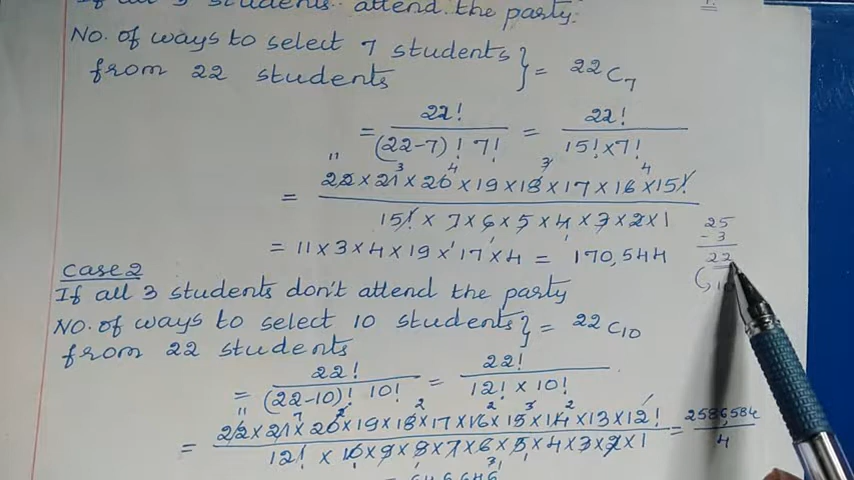 If all 3 students attend the party.
No. of ways to select 7 students
from 22 students } = 22C7
= 22! / (22-7)! 7! = 22! / 15! × 7!
= 22 × 21 × 20 × 19 × 18 × 17 × 16 × 15! / 15! × 7 × 6 × 5 × 4 × 3 × 2 × 1
= 11 × 3 × 4 × 19 × 17 × 4 = 170,544
25
- 3
22
10
Case 2
If all 3 students don't attend the party
No. of ways to select 10 students
from 22 students } = 22C10
= 22! / (22-10)! 10! = 22! / 12! × 10!
= 22 × 21 × 20 × 19 × 18 × 17 × 16 × 15 × 14 × 13 × 12! / 12! × 10 × 9 × 8 × 7 × 6 × 5 × 4 × 3 × 2 × 1 = 2586584 / 4
= 646646